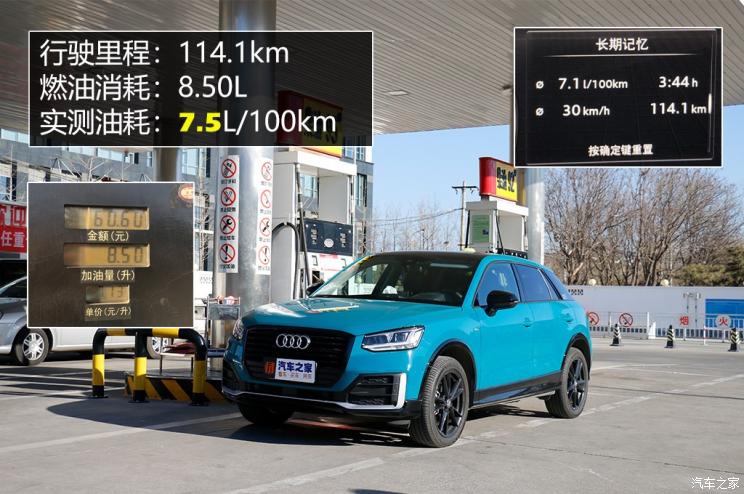 行驶里程：114.1km
燃油消耗：8.50L
实测油耗：7.5L/100km
长期记忆
ø 7.1 l/100km 3:44 h
ø 30 km/h 114.1 km
按确定键重置
60.60
金额(元)
8.50
加油量(升)
单价(元/升)
汽车之家
烟
火
汽车之家